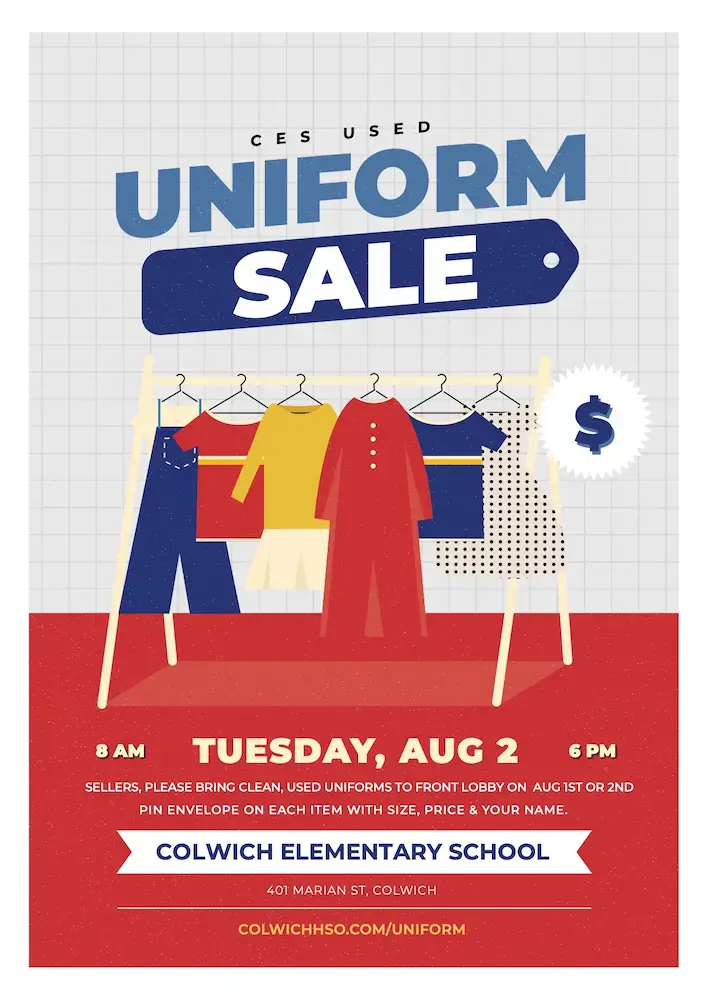 CES USED
UNIFORM
SALE
$
8 AM TUESDAY, AUG 2 6 PM
SELLERS, PLEASE BRING CLEAN, USED UNIFORMS TO FRONT LOBBY ON AUG 1ST OR 2ND
PIN ENVELOPE ON EACH ITEM WITH SIZE, PRICE & YOUR NAME.
COLWICH ELEMENTARY SCHOOL
401 MARIAN ST, COLWICH
COLWICHHSO.COM/UNIFORM